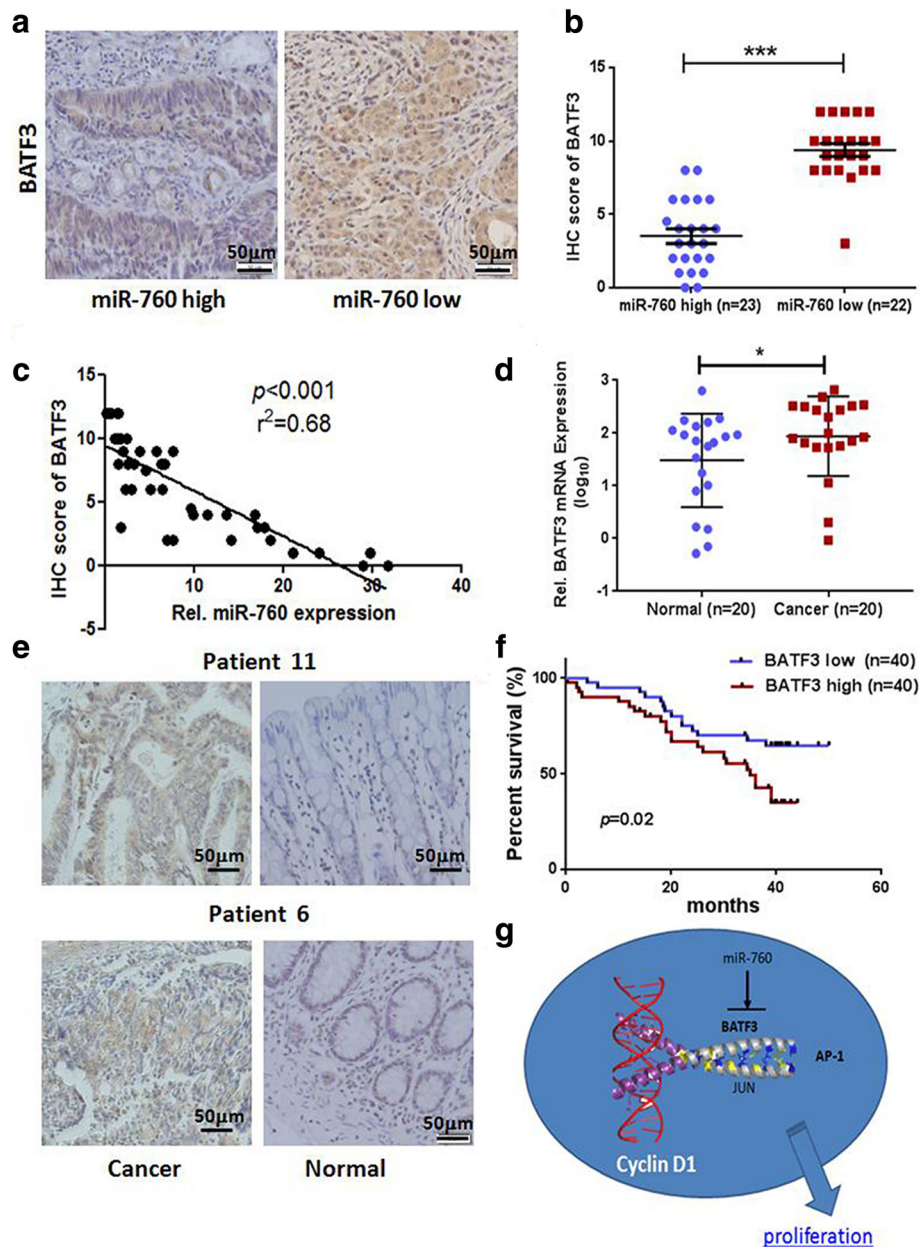 a
BATF3
50μm
50μm
miR-760 high
miR-760 low
b
***
IHC score of BATF3
15
10
5
0
miR-760 high (n=23)
miR-760 low (n=22)
c
IHC score of BATF3
15
10
5
0
-5
p<0.001
r²=0.68
10
20
30
40
Rel. miR-760 expression
d
*
Rel. BATF3 mRNA Expression
(log₁₀)
3
2
1
0
-1
Normal (n=20)
Cancer (n=20)
e
Patient 11
50μm
50μm
Patient 6
50μm
50μm
Cancer
Normal
f
BATF3 low (n=40)
BATF3 high (n=40)
Percent survival (%)
100
50
0
p=0.02
0
20
40
60
months
g
miR-760
BATF3
AP-1
JUN
Cyclin D1
proliferation